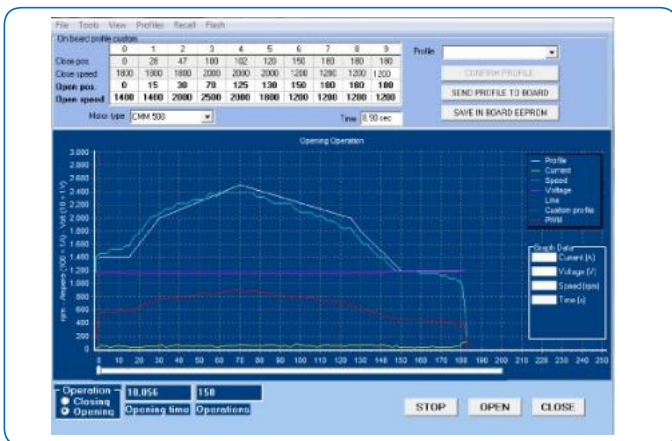 File Tools View Profiles Recall Flash
On board profile custom
0 1 2 3 4 5 6 7 8 9
Close pos. 0 28 47 100 102 120 150 180 180 180
Close speed 1800 1900 1800 2000 2000 2000 1200 1200 1200 1200
Open pos. 0 15 30 70 125 130 150 180 180 180
Open speed 1400 1400 2000 2500 2000 1800 1200 1200 1200 1200
Motor type CMM 500
Time 8.90 sec
Profile
CONFIRM PROFILE
SEND PROFILE TO BOARD
SAVE IN BOARD EEPROM
Opening Operation
rpm - Ampere (100 = 1A) - Volt (10 = 1V)
3.000
2.800
2.600
2.400
2.200
2.000
1.800
1.600
1.400
1.200
1.000
800
600
400
200
0
0 10 20 30 40 50 60 70 80 90 100 110 120 130 140 150 160 170 180 190 200 210 220 230 240 250
Profile
Current
Speed
Voltage
Line
Custom profile
PWM
Graph Data
Current (A)
Voltage (V)
Speed (rpm)
Time (s)
Operation
Closing
Opening
10,056
Opening time
150
Operations
STOP OPEN CLOSE